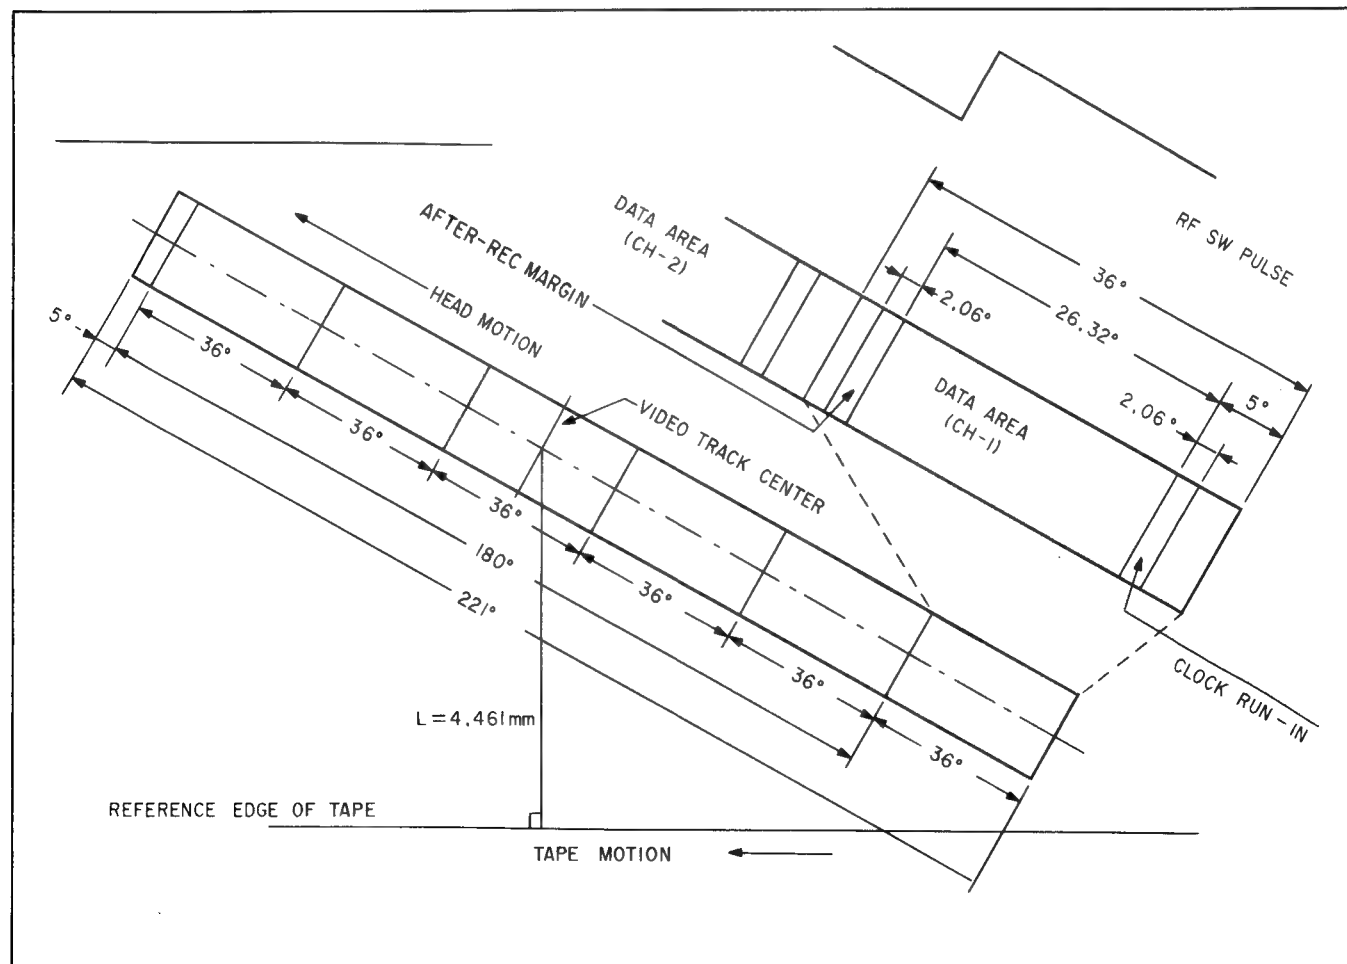 RF SW PULSE
DATA AREA
(CH-2)
AFTER-REC MARGIN
HEAD MOTION
36°
26.32°
2.06°
2.06°
5°
DATA AREA
(CH-1)
VIDEO TRACK CENTER
CLOCK RUN-IN
5°
36°
36°
36°
36°
36°
36°
180°
221°
L=4.461mm
REFERENCE EDGE OF TAPE
TAPE MOTION